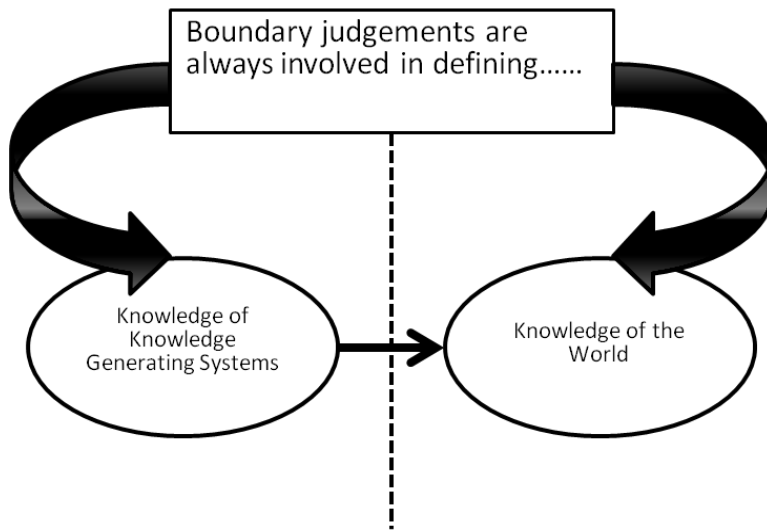 Boundary judgements are
always involved in defining......
Knowledge of
Knowledge
Generating Systems
Knowledge of the
World